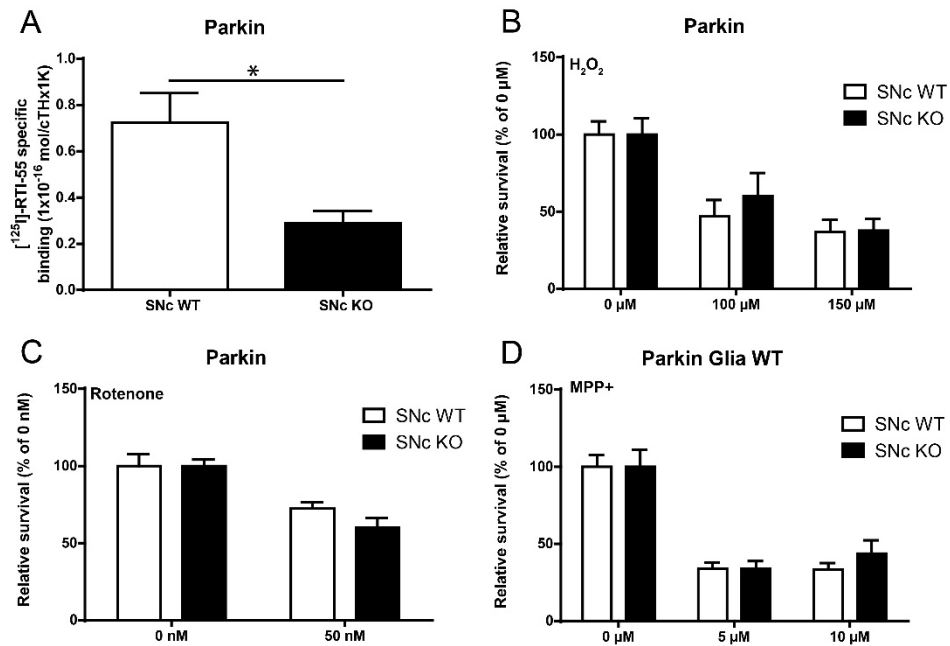 A
Parkin
[¹²⁵I]-RTI-55 specific
binding (1x10⁻¹⁶ mol/cTHx1K)
1.0
0.8
0.6
0.4
0.2
0.0
*
SNc WT
SNc KO
B
Parkin
H₂O₂
Relative survival (% of 0 µM)
150
100
50
0
SNc WT
SNc KO
0 µM
100 µM
150 µM
C
Parkin
Rotenone
Relative survival (% of 0 nM)
150
100
50
0
SNc WT
SNc KO
0 nM
50 nM
D
Parkin Glia WT
MPP+
Relative survival (% of 0 µM)
150
100
50
0
SNc WT
SNc KO
0 µM
5 µM
10 µM